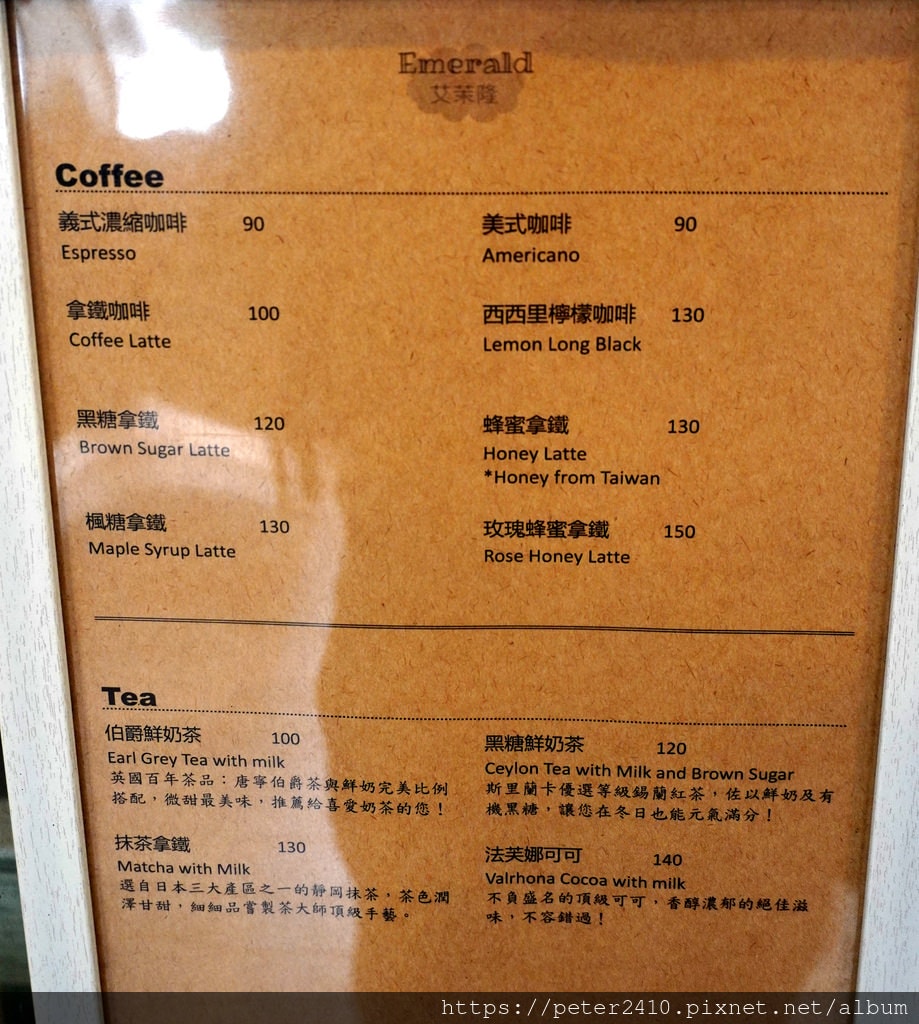 Emerald
艾茉隆
Coffee
義式濃縮咖啡 90
Espresso
美式咖啡 90
Americano
拿鐵咖啡 100
Coffee Latte
西西里檸檬咖啡 130
Lemon Long Black
黑糖拿鐵 120
Brown Sugar Latte
蜂蜜拿鐵 130
Honey Latte
*Honey from Taiwan
楓糖拿鐵 130
Maple Syrup Latte
玫瑰蜂蜜拿鐵 150
Rose Honey Latte
Tea
伯爵鮮奶茶 100
Earl Grey Tea with milk
英國百年茶品：唐寧伯爵茶與鮮奶完美比例
搭配，微甜最美味，推薦給喜愛奶茶的您！
黑糖鮮奶茶 120
Ceylon Tea with Milk and Brown Sugar
斯里蘭卡優選等級錫蘭紅茶，佐以鮮奶及有
機黑糖，讓您在冬日也能元氣滿分！
抹茶拿鐵 130
Matcha with Milk
選自日本三大產區之一的靜岡抹茶，茶色潤
澤甘甜，細細品嘗製茶大師頂級手藝。
法芙娜可可 140
Valrhona Cocoa with milk
不負盛名的頂級可可，香醇濃郁的絕佳滋
味，不容錯過！
https://peter2410.pixnet.net/album